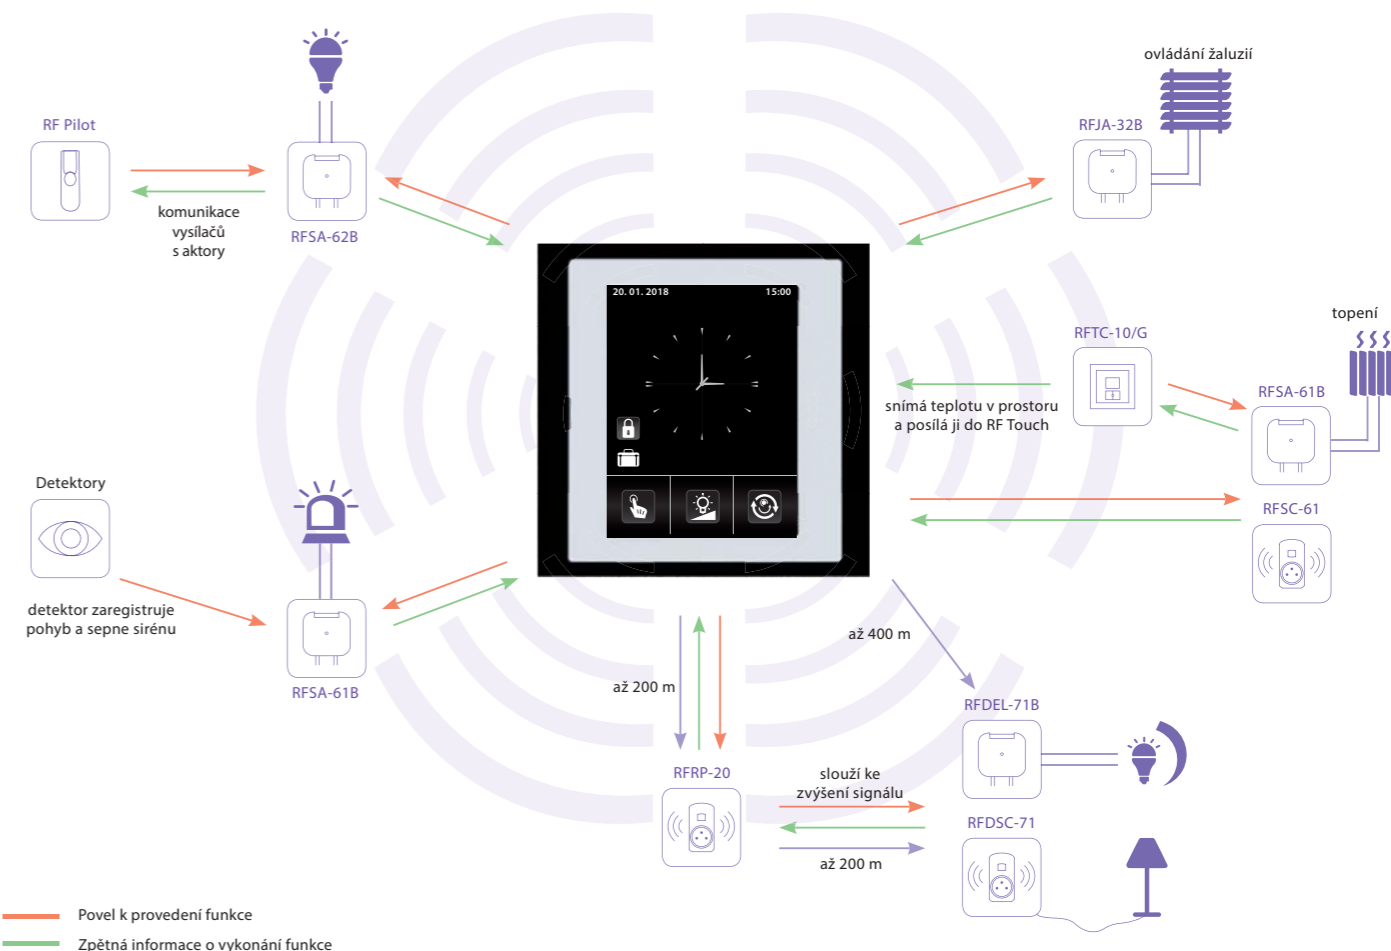 ovládání žaluzií
RF Pilot
RFJA-32B
komunikace
vysílačů
s aktory
RFSA-62B
20. 01. 2018
15:00
topení
RFTC-10/G
RFSA-61B
snímá teplotu v prostoru
a posílá ji do RF Touch
Detektory
RFSC-61
detektor zaregistruje
pohyb a sepne sirénu
RFSA-61B
až 400 m
až 200 m
RFDEL-71B
RFRP-20
slouží ke
zvýšení signálu
RFDSC-71
až 200 m
Povel k provedení funkce
Zpětná informace o vykonání funkce